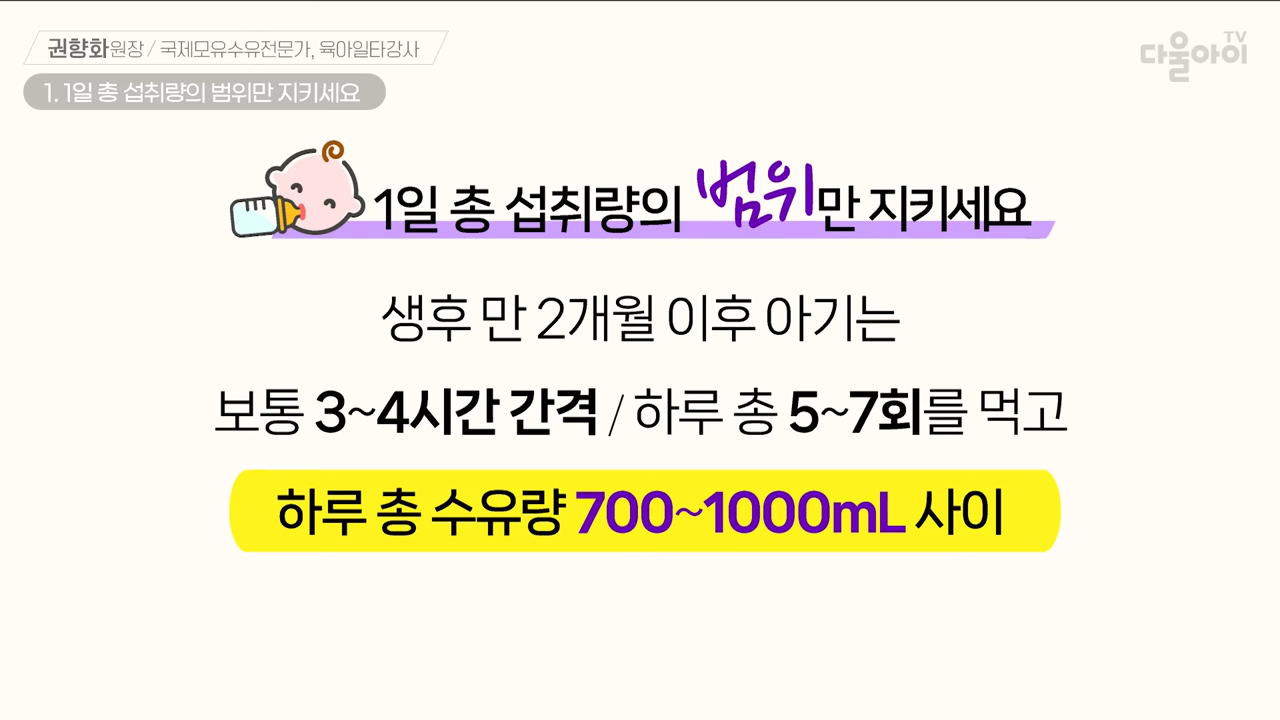 권향화원장 / 국제모유수유전문가, 육아일타강사
다울아이TV
1. 1일 총 섭취량의 범위만 지키세요
1일 총 섭취량의 범위만 지키세요
생후 만 2개월 이후 아기는
보통 3~4시간 간격 / 하루 총 5~7회를 먹고
하루 총 수유량 700~1000mL 사이